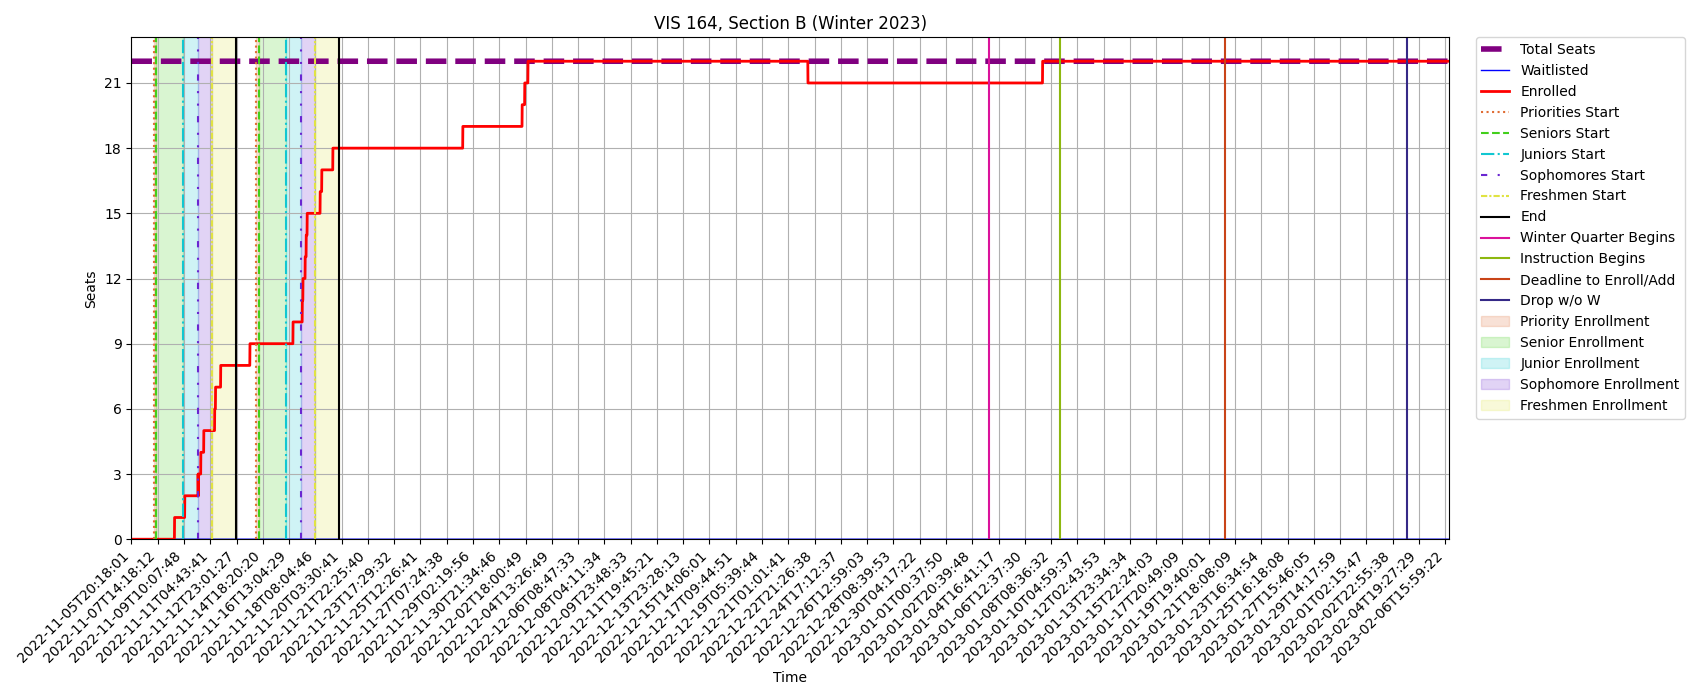 VIS 164, Section B (Winter 2023)
Seats
21
18
15
12
9
6
3
0
2022-11-05T20:18:01
2022-11-07T14:18:12
2022-11-09T10:07:48
2022-11-11T04:43:41
2022-11-12T23:01:27
2022-11-14T18:20:20
2022-11-16T13:04:29
2022-11-18T08:04:46
2022-11-20T03:30:41
2022-11-21T22:25:40
2022-11-23T17:29:32
2022-11-25T12:26:41
2022-11-27T07:24:38
2022-11-29T02:19:56
2022-11-30T21:34:46
2022-12-02T18:00:49
2022-12-04T13:26:49
2022-12-06T08:47:33
2022-12-08T04:11:34
2022-12-09T23:48:33
2022-12-11T19:45:21
2022-12-13T23:28:13
2022-12-15T14:06:01
2022-12-17T09:44:51
2022-12-19T05:39:44
2022-12-21T01:01:41
2022-12-22T21:26:38
2022-12-24T17:12:37
2022-12-26T12:59:03
2022-12-28T08:39:53
2022-12-30T04:17:22
2023-01-01T00:37:50
2023-01-02T20:39:48
2023-01-04T16:41:17
2023-01-06T12:37:30
2023-01-08T08:36:32
2023-01-10T04:59:37
2023-01-12T02:43:53
2023-01-13T23:34:34
2023-01-15T22:24:03
2023-01-17T20:49:09
2023-01-19T19:40:01
2023-01-21T18:08:09
2023-01-23T16:34:54
2023-01-25T16:18:08
2023-01-27T15:46:05
2023-01-29T14:17:59
2023-02-01T02:15:47
2023-02-02T22:55:38
2023-02-04T19:27:29
2023-02-06T15:59:22
Time
Total Seats
Waitlisted
Enrolled
Priorities Start
Seniors Start
Juniors Start
Sophomores Start
Freshmen Start
End
Winter Quarter Begins
Instruction Begins
Deadline to Enroll/Add
Drop w/o W
Priority Enrollment
Senior Enrollment
Junior Enrollment
Sophomore Enrollment
Freshmen Enrollment